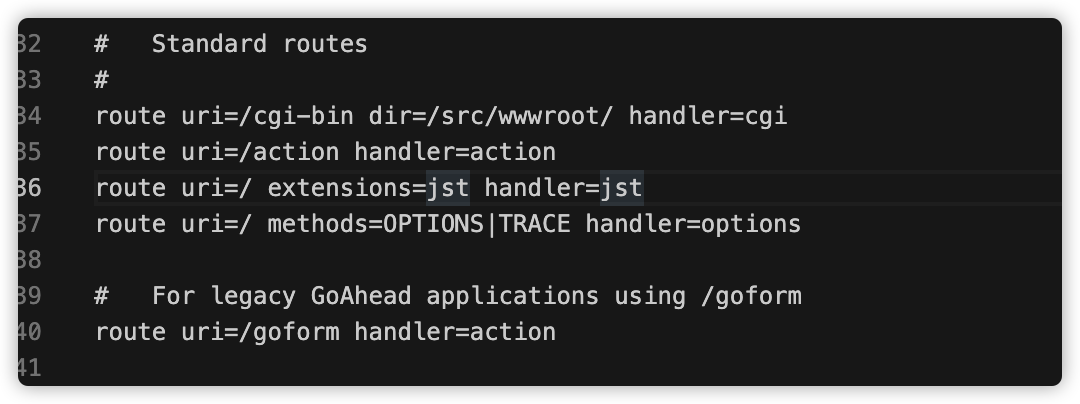 32 #   Standard routes
33 #
34 route uri=/cgi-bin dir=/src/wwwroot/ handler=cgi
35 route uri=/action handler=action
36 route uri=/ extensions=jst handler=jst
37 route uri=/ methods=OPTIONS|TRACE handler=options
38
39 #   For legacy GoAhead applications using /goform
40 route uri=/goform handler=action
41